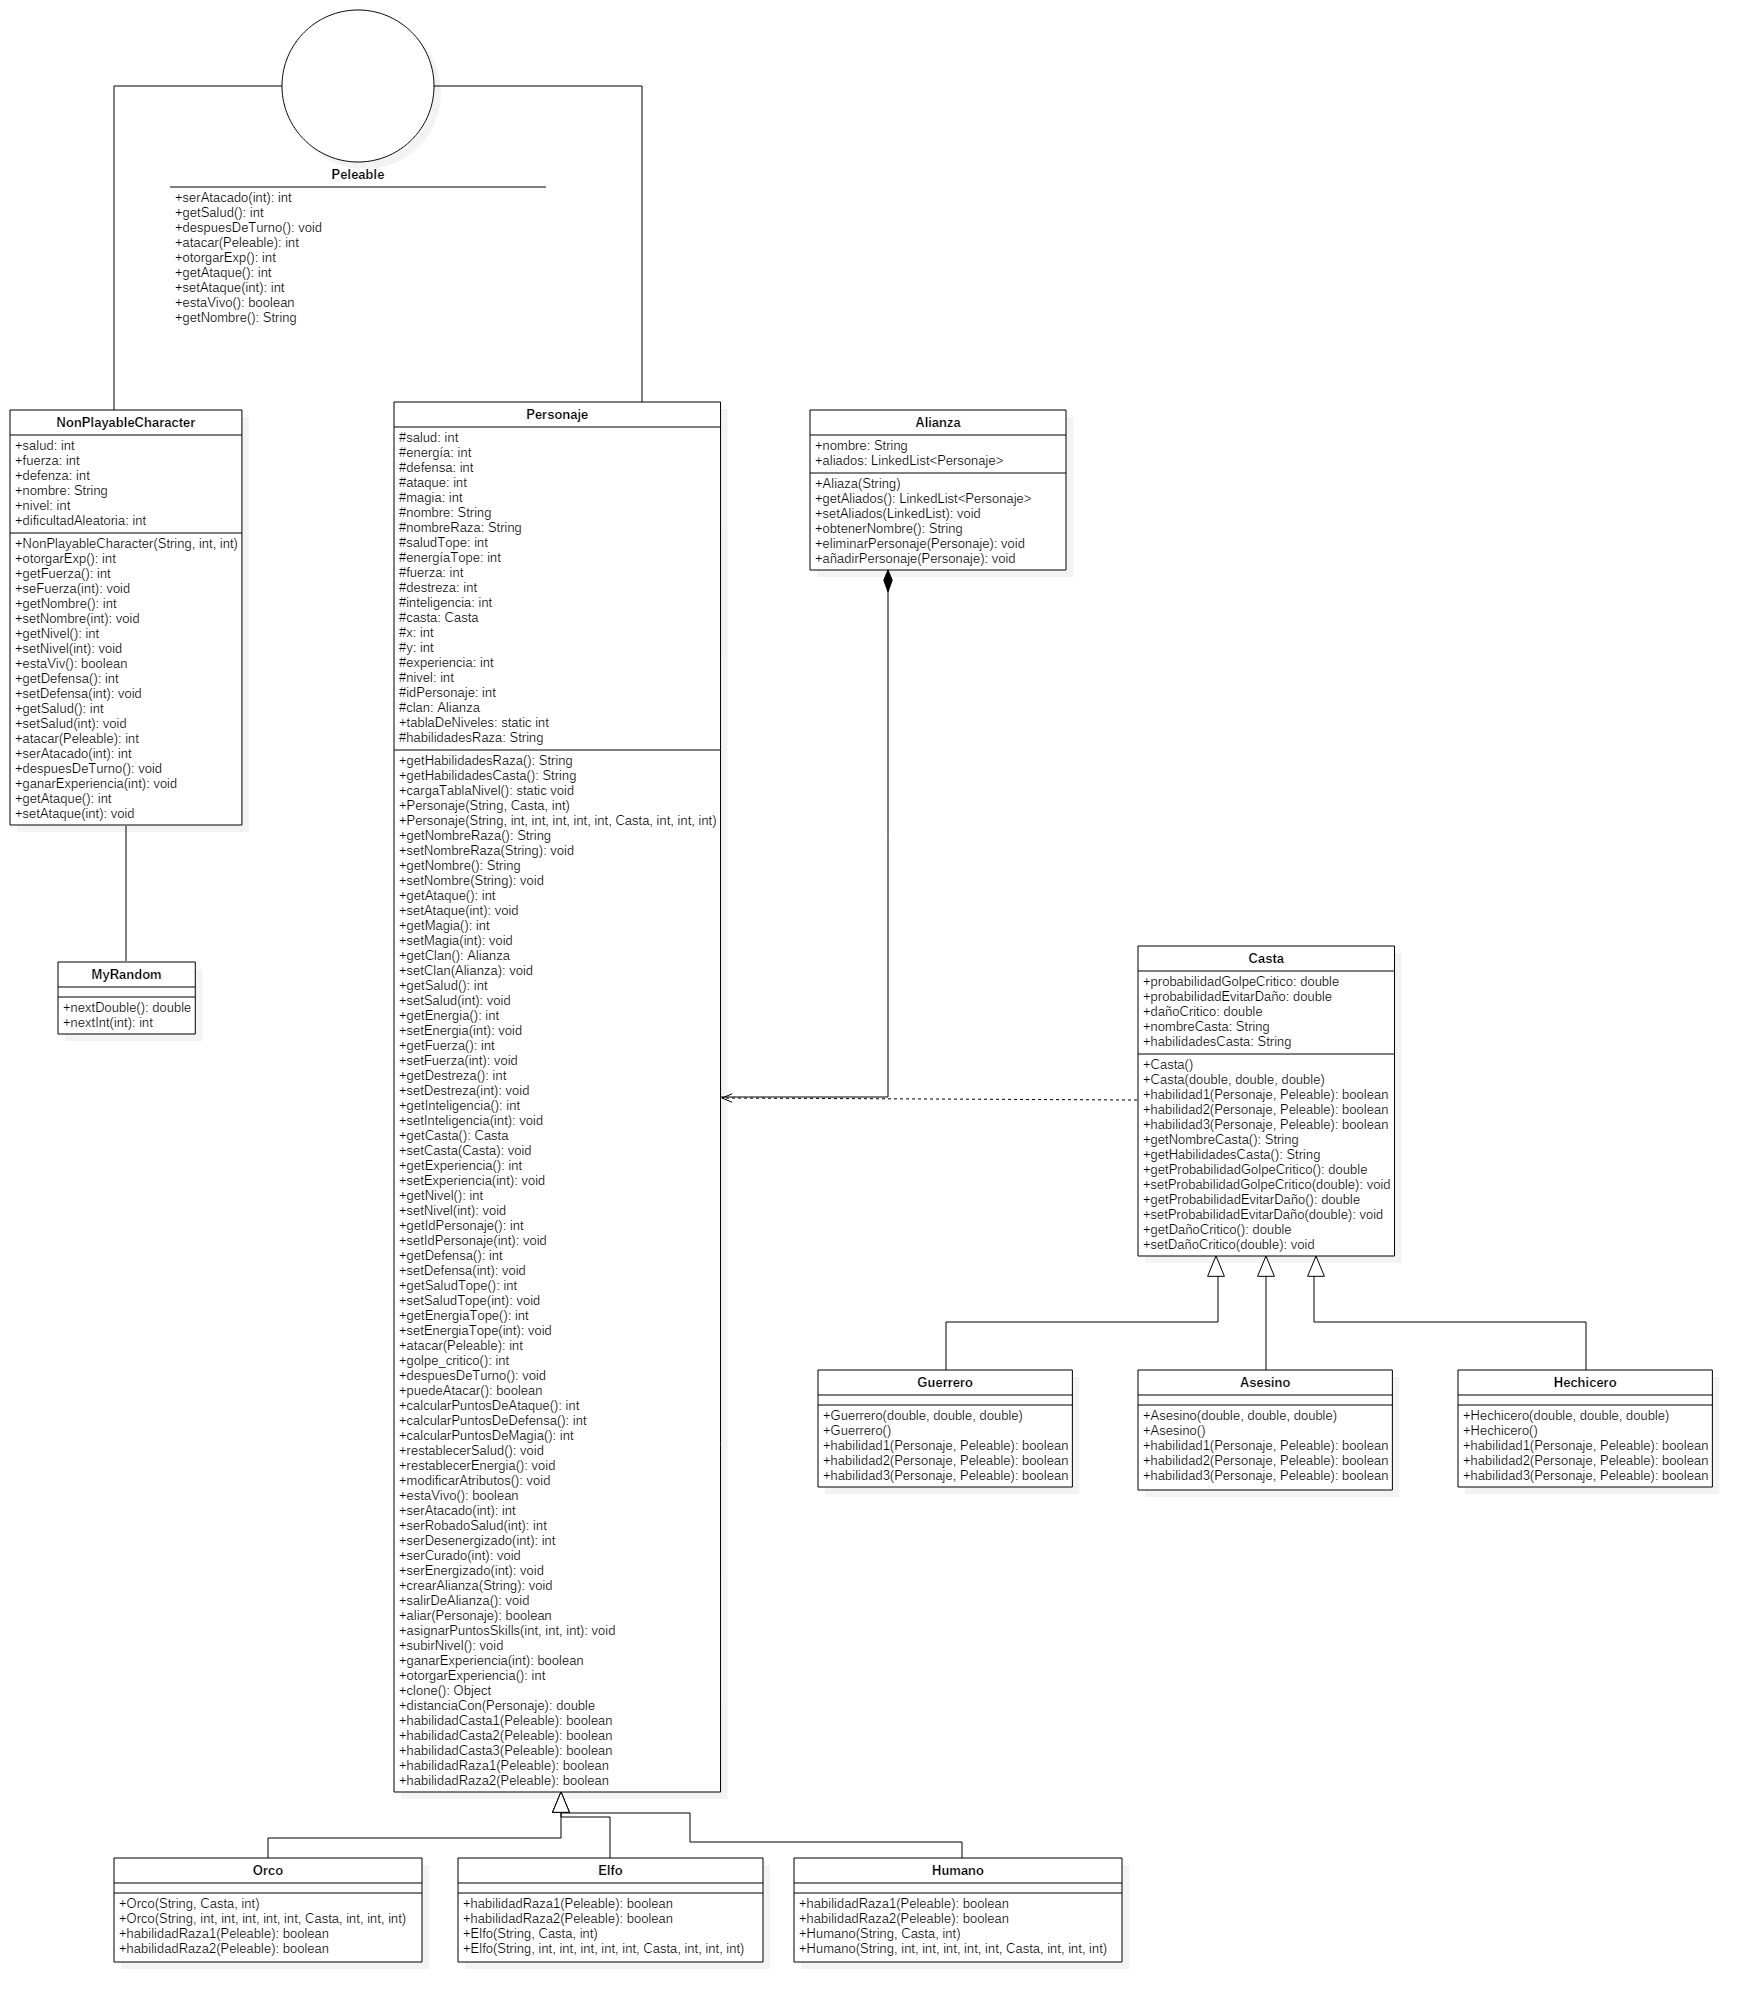 Peleable
+serAtacado(int): int
+getSalud(): int
+despuesDeTurno(): void
+atacar(Peleable): int
+otorgarExp(): int
+getAtaque(): int
+setAtaque(int): int
+estaVivo(): boolean
+getNombre(): String
NonPlayableCharacter
+salud: int
+fuerza: int
+defenza: int
+nombre: String
+nivel: int
+dificultadAleatoria: int
+NonPlayableCharacter(String, int, int)
+otorgarExp(): int
+getFuerza(): int
+seFuerza(int): void
+getNombre(): int
+setNombre(int): void
+getNivel(): int
+setNivel(int): void
+estaViv(): boolean
+getDefensa(): int
+setDefensa(int): void
+getSalud(): int
+setSalud(int): void
+atacar(Peleable): int
+serAtacado(int): int
+despuesDeTurno(): void
+ganarExperiencia(int): void
+getAtaque(): int
+setAtaque(int): void
MyRandom
+nextDouble(): double
+nextInt(int): int
Personaje
#salud: int
#energía: int
#defensa: int
#ataque: int
#magia: int
#nombre: String
#nombreRaza: String
#saludTope: int
#energíaTope: int
#fuerza: int
#destreza: int
#inteligencia: int
#casta: Casta
#x: int
#y: int
#experiencia: int
#nivel: int
#idPersonaje: int
#clan: Alianza
+tablaDeNiveles: static int
#habilidadesRaza: String
+getHabilidadesRaza(): String
+getHabilidadesCasta(): String
+cargaTablaNivel(): static void
+Personaje(String, Casta, int)
+Personaje(String, int, int, int, int, int, Casta, int, int, int)
+getNombreRaza(): String
+setNombreRaza(String): void
+getNombre(): String
+setNombre(String): void
+getAtaque(): int
+setAtaque(int): void
+getMagia(): int
+setMagia(int): void
+getClan(): Alianza
+setClan(Alianza): void
+getSalud(): int
+setSalud(int): void
+getEnergia(): int
+setEnergia(int): void
+getFuerza(): int
+setFuerza(int): void
+getDestreza(): int
+setDestreza(int): void
+getInteligencia(): int
+setInteligencia(int): void
+getCasta(): Casta
+setCasta(Casta): void
+getExperiencia(): int
+setExperiencia(int): void
+getNivel(): int
+setNivel(int): void
+getIdPersonaje(): int
+setIdPersonaje(int): void
+getDefensa(): int
+setDefensa(int): void
+getSaludTope(): int
+setSaludTope(int): void
+getEnergiaTope(): int
+setEnergiaTope(int): void
+atacar(Peleable): int
+golpe_critico(): int
+despuesDeTurno(): void
+puedeAtacar(): boolean
+calcularPuntosDeAtaque(): int
+calcularPuntosDeDefensa(): int
+calcularPuntosDeMagia(): int
+restablecerSalud(): void
+restablecerEnergia(): void
+modificarAtributos(): void
+estaVivo(): boolean
+serAtacado(int): int
+serRobadoSalud(int): int
+serDesenergizado(int): int
+serCurado(int): void
+serEnergizado(int): void
+crearAlianza(String): void
+salirDeAlianza(): void
+aliar(Personaje): boolean
+asignarPuntosSkills(int, int, int): void
+subirNivel(): void
+ganarExperiencia(int): boolean
+otorgarExperiencia(): int
+clone(): Object
+distanciaCon(Personaje): double
+habilidadCasta1(Peleable): boolean
+habilidadCasta2(Peleable): boolean
+habilidadCasta3(Peleable): boolean
+habilidadRaza1(Peleable): boolean
+habilidadRaza2(Peleable): boolean
Alianza
+nombre: String
+aliados: LinkedList<Personaje>
+Aliaza(String)
+getAliados(): LinkedList<Personaje>
+setAliados(LinkedList): void
+obtenerNombre(): String
+eliminarPersonaje(Personaje): void
+añadirPersonaje(Personaje): void
Casta
+probabilidadGolpeCritico: double
+probabilidadEvitarDaño: double
+dañoCritico: double
+nombreCasta: String
+habilidadesCasta: String
+Casta()
+Casta(double, double, double)
+habilidad1(Personaje, Peleable): boolean
+habilidad2(Personaje, Peleable): boolean
+habilidad3(Personaje, Peleable): boolean
+getNombreCasta(): String
+getHabilidadesCasta(): String
+getProbabilidadGolpeCritico(): double
+setProbabilidadGolpeCritico(double): void
+getProbabilidadEvitarDaño(): double
+setProbabilidadEvitarDaño(double): void
+getDañoCritico(): double
+setDañoCritico(double): void
Guerrero
+Guerrero(double, double, double)
+Guerrero()
+habilidad1(Personaje, Peleable): boolean
+habilidad2(Personaje, Peleable): boolean
+habilidad3(Personaje, Peleable): boolean
Asesino
+Asesino(double, double, double)
+Asesino()
+habilidad1(Personaje, Peleable): boolean
+habilidad2(Personaje, Peleable): boolean
+habilidad3(Personaje, Peleable): boolean
Hechicero
+Hechicero(double, double, double)
+Hechicero()
+habilidad1(Personaje, Peleable): boolean
+habilidad2(Personaje, Peleable): boolean
+habilidad3(Personaje, Peleable): boolean
Orco
+Orco(String, Casta, int)
+Orco(String, int, int, int, int, int, Casta, int, int, int)
+habilidadRaza1(Peleable): boolean
+habilidadRaza2(Peleable): boolean
Elfo
+habilidadRaza1(Peleable): boolean
+habilidadRaza2(Peleable): boolean
+Elfo(String, Casta, int)
+Elfo(String, int, int, int, int, int, Casta, int, int, int)
Humano
+habilidadRaza1(Peleable): boolean
+habilidadRaza2(Peleable): boolean
+Humano(String, Casta, int)
+Humano(String, int, int, int, int, int, Casta, int, int, int)